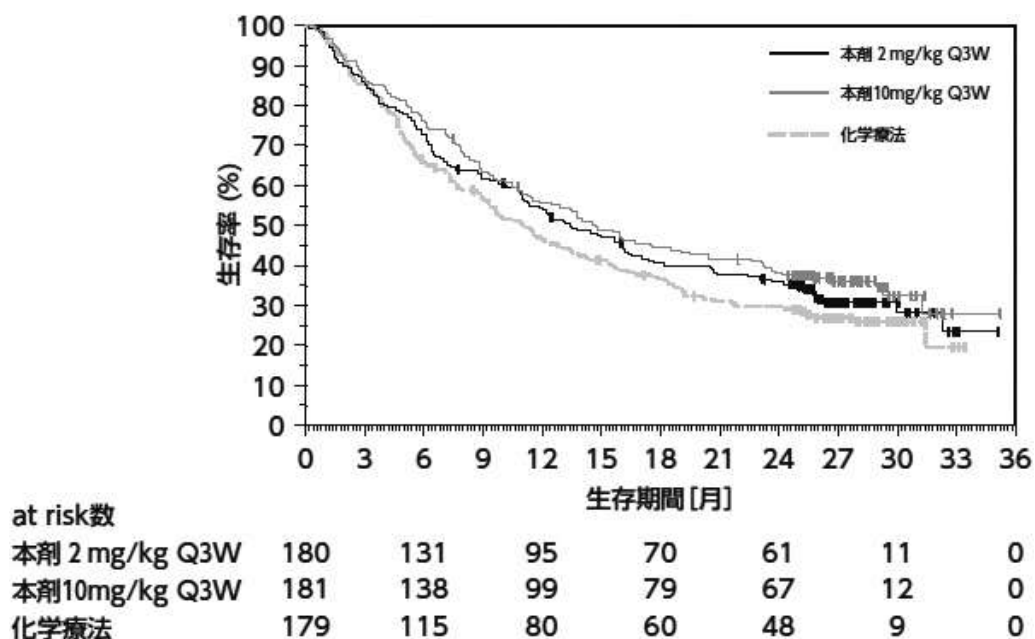 100
90
80
70
60
50
40
30
20
10
0
生存率 (%)
本剤 2 mg/kg Q3W
本剤10mg/kg Q3W
化学療法
0 3 6 9 12 15 18 21 24 27 30 33 36
生存期間 [月]
at risk数
本剤 2 mg/kg Q3W 180 131 95 70 61 11 0
本剤10mg/kg Q3W 181 138 99 79 67 12 0
化学療法 179 115 80 60 48 9 0